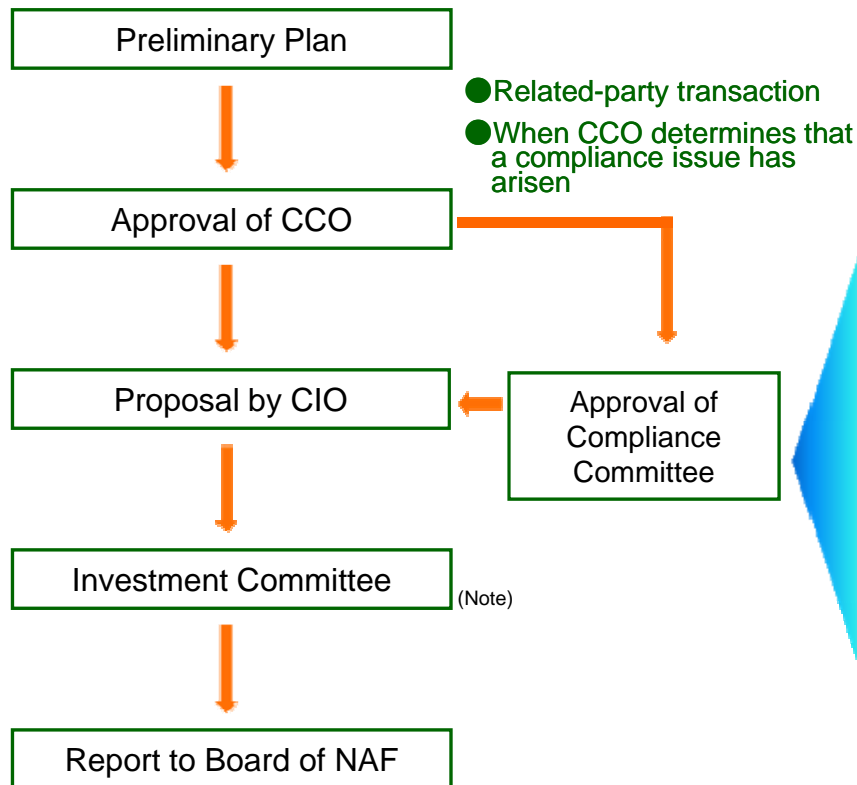 Preliminary Plan
●Related-party transaction
●When CCO determines that
a compliance issue has
arisen
Approval of CCO
Proposal by CIO
Approval of
Compliance
Committee
Investment Committee
(Note)
Report to Board of NAF